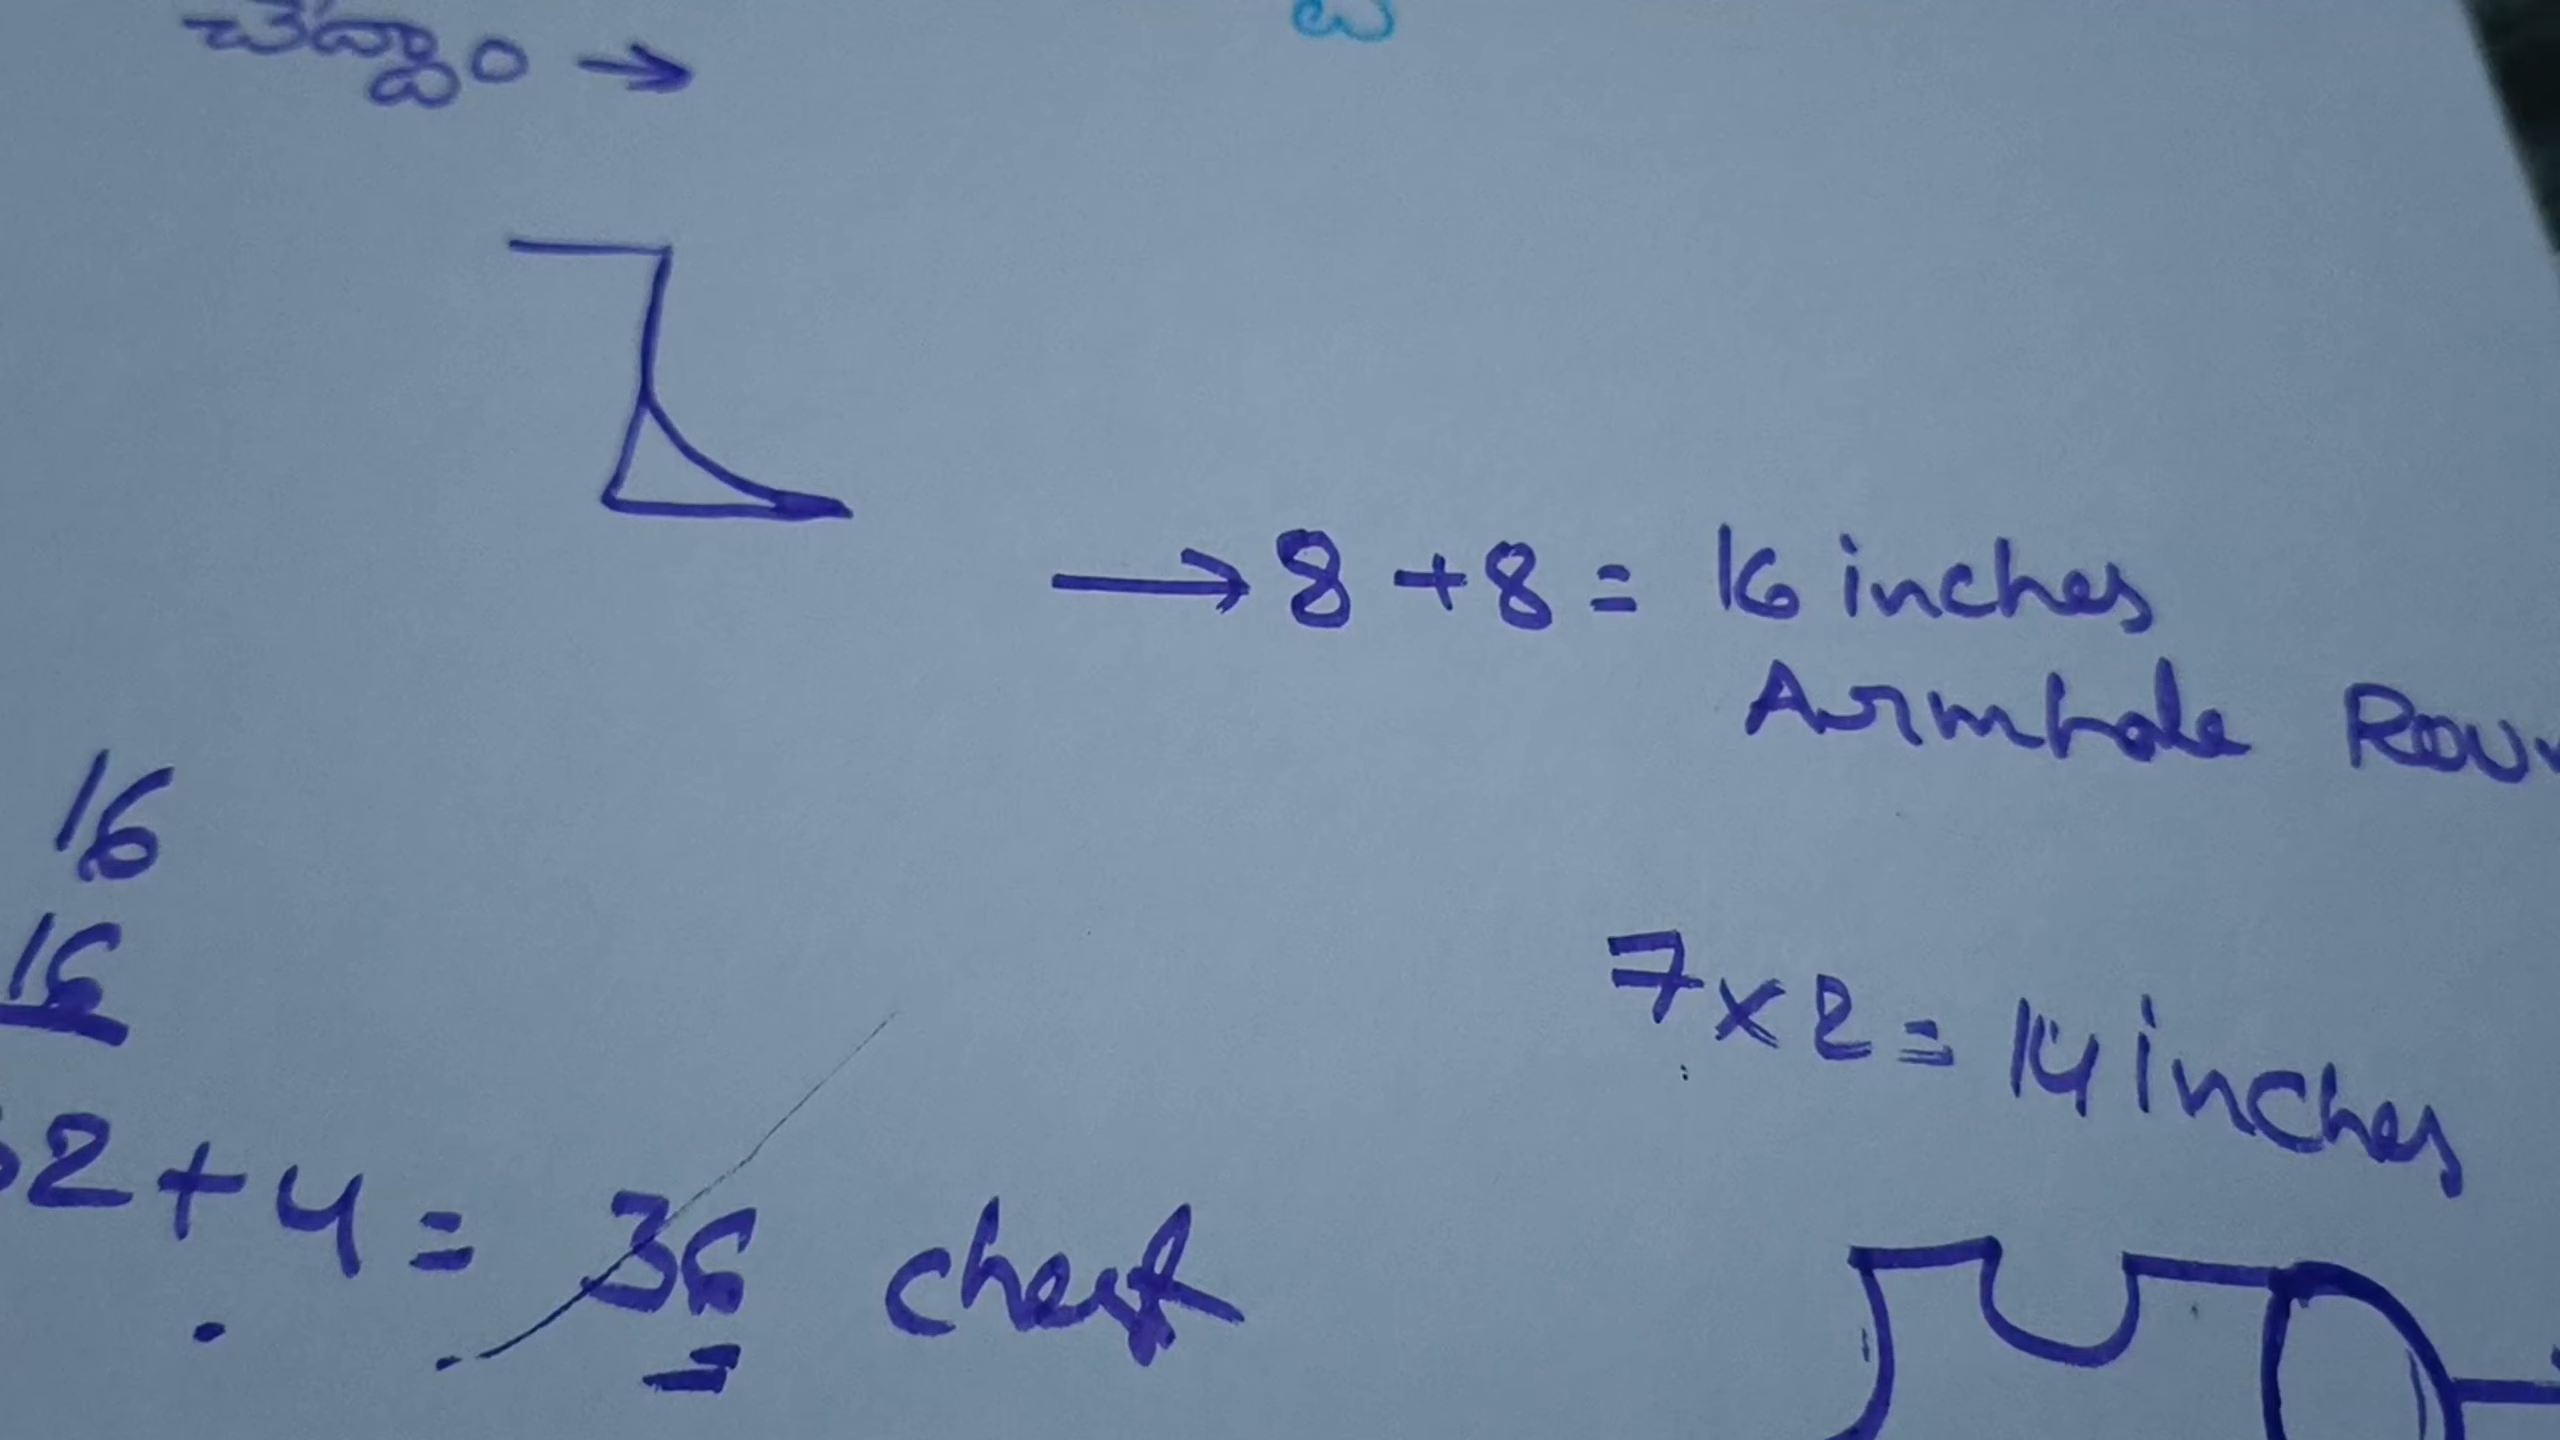 చేద్దాం →
→ 8 + 8 = 16 inches
Armhole
16
16
7 × 2 = 14 inches
2 + 4 = 36 chest